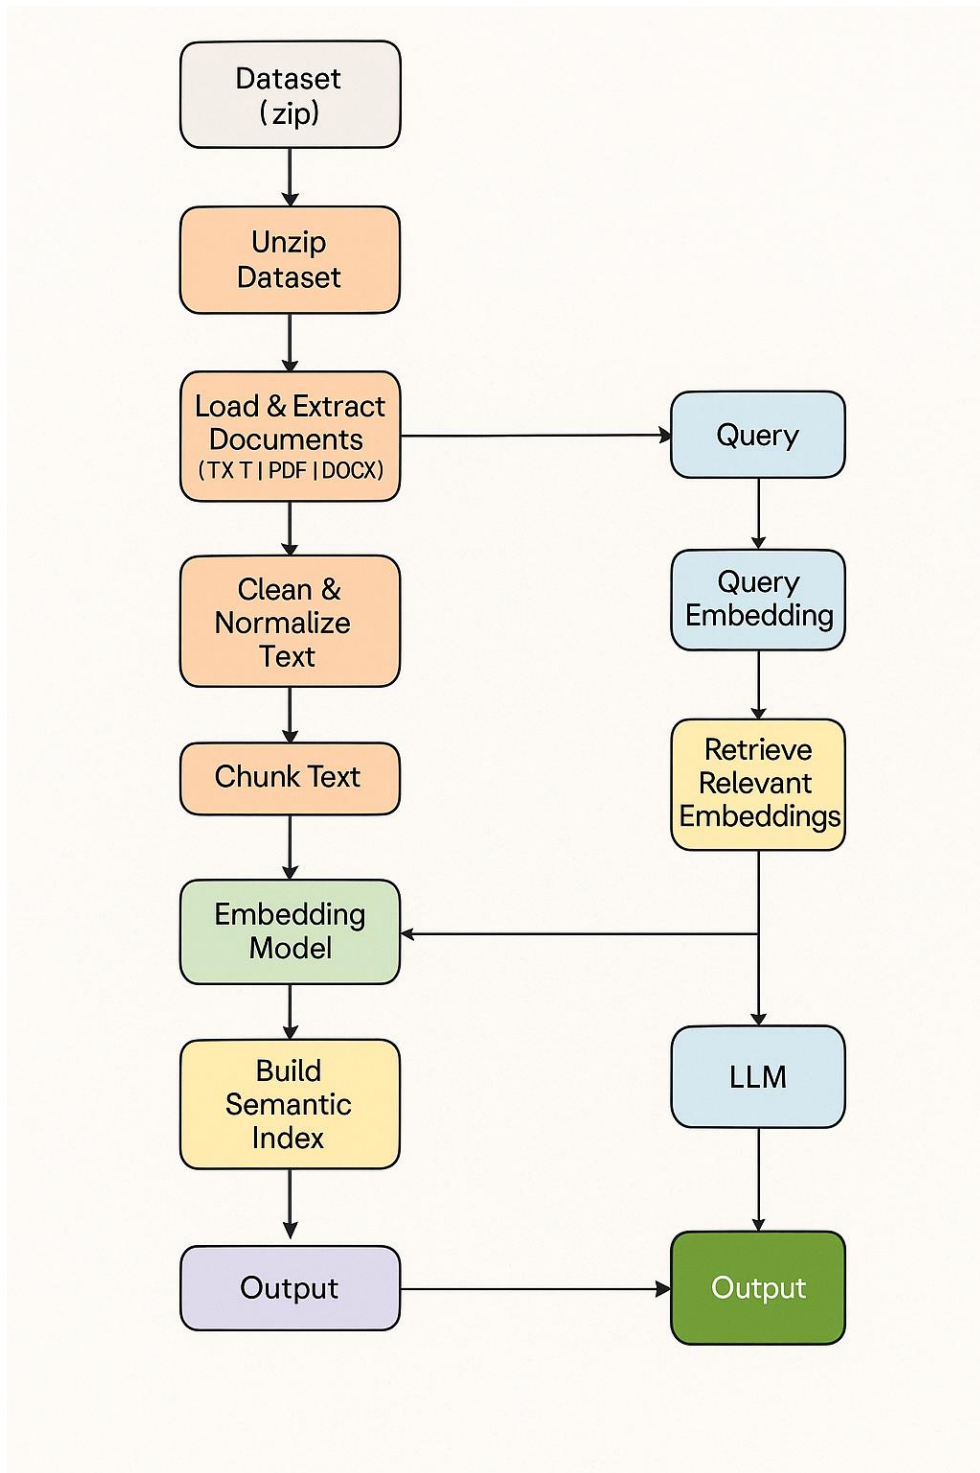 Dataset
(zip)
Unzip
Dataset
Load & Extract
Documents
(TX T | PDF | DOCX)
Clean &
Normalize
Text
Chunk Text
Embedding
Model
Build
Semantic
Index
Output
Query
Query
Embedding
Retrieve
Relevant
Embeddings
LLM
Output